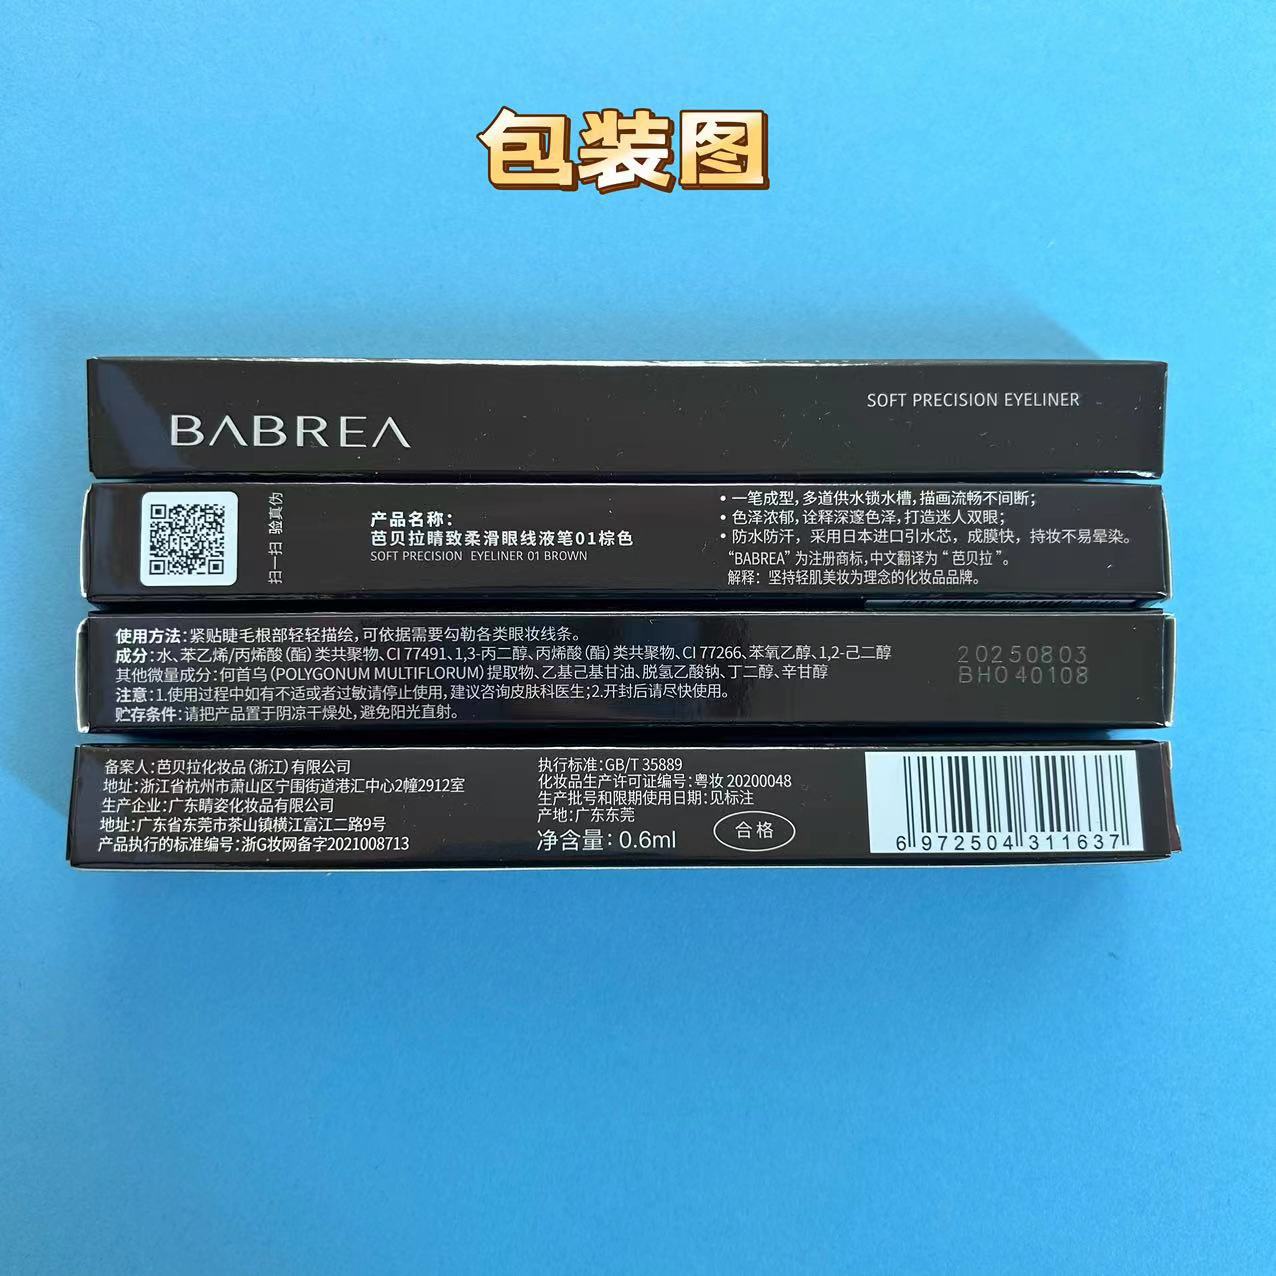 包装图
BABREA
SOFT PRECISION EYELINER
扫一扫 验真伪
产品名称：
芭贝拉睛致柔滑眼线液笔01棕色
SOFT PRECISION EYELINER 01 BROWN
• 一笔成型，多道供水锁水槽，描画流畅不间断；
• 色泽浓郁，诠释深邃色泽，打造迷人双眼；
• 防水防汗，采用日本进口引水芯，成膜快，持妆不易晕染。
“BABREA”为注册商标，中文翻译为“芭贝拉”。
解释：坚持轻肌美妆为理念的化妆品品牌。
使用方法：紧贴睫毛根部轻轻描绘，可依据需要勾勒各类眼妆线条。
成分：水、苯乙烯/丙烯酸（酯）类共聚物、CI 77491、1,3-丙二醇、丙烯酸（酯）类共聚物、CI 77266、苯氧乙醇、1,2-己二醇
其他微量成分：何首乌（POLYGONUM MULTIFLORUM）提取物、乙基己基甘油、脱氢乙酸钠、丁二醇、辛甘醇
注意：1.使用过程中如有不适或者过敏请停止使用，建议咨询皮肤科医生；2.开封后请尽快使用。
贮存条件：请把产品置于阴凉干燥处，避免阳光直射。
20250803
BH040108
备案人：芭贝拉化妆品（浙江）有限公司
地址：浙江省杭州市萧山区宁围街道港汇中心2幢2912室
生产企业：广东睛姿化妆品有限公司
地址：广东省东莞市茶山镇横江富江二路9号
产品执行的标准编号：浙G妆网备字2021008713
执行标准：GB/T 35889
化妆品生产许可证编号：粤妆 20200048
生产批号和限期使用日期：见标注
产地：广东东莞
净含量：0.6ml
合格
6 972504 311637